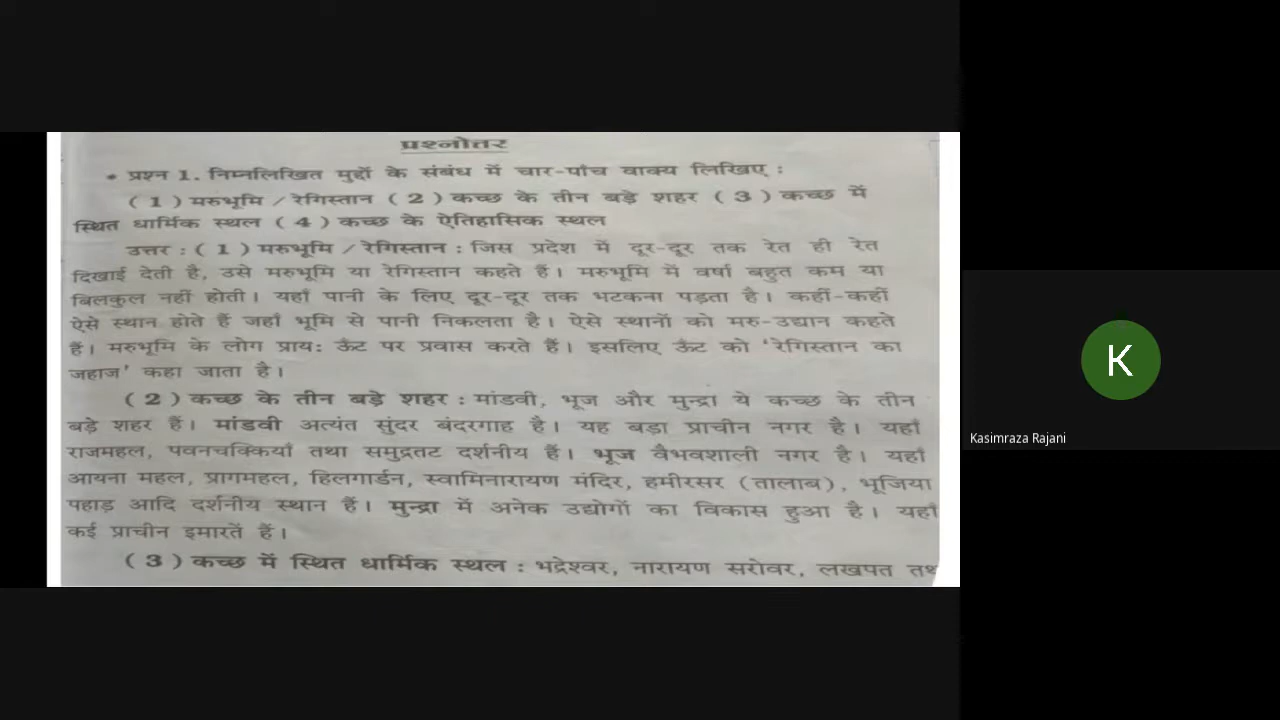 प्रश्नोत्तर
• प्रश्न 1. निम्नलिखित मुद्दों के संबंध में चार-पाँच वाक्य लिखिए :
( 1 ) मरुभूमि / रेगिस्तान ( 2 ) कच्छ के तीन बड़े शहर ( 3 ) कच्छ में
स्थित धार्मिक स्थल ( 4 ) कच्छ के ऐतिहासिक स्थल
उत्तर : ( 1 ) मरुभूमि / रेगिस्तान : जिस प्रदेश में दूर-दूर तक रेत ही रेत
दिखाई देती है, उसे मरुभूमि या रेगिस्तान कहते हैं। मरुभूमि में वर्षा बहुत कम या
बिलकुल नहीं होती। यहाँ पानी के लिए दूर-दूर तक भटकना पड़ता है। कहीं-कहीं
ऐसे स्थान होते हैं जहाँ भूमि से पानी निकलता है। ऐसे स्थानों को मरु-उद्यान कहते
हैं। मरुभूमि के लोग प्रायः ऊँट पर प्रवास करते हैं। इसलिए ऊँट को 'रेगिस्तान का
जहाज' कहा जाता है।
( 2 ) कच्छ के तीन बड़े शहर : मांडवी, भूज और मुन्द्रा ये कच्छ के तीन
बड़े शहर हैं। मांडवी अत्यंत सुंदर बंदरगाह है। यह बड़ा प्राचीन नगर है। यहाँ
राजमहल, पवनचक्कियाँ तथा समुद्रतट दर्शनीय हैं। भूज वैभवशाली नगर है। यहाँ
आयना महल, प्रागमहल, हिलगार्डन, स्वामिनारायण मंदिर, हमीरसर (तालाब), भूजिया
पहाड़ आदि दर्शनीय स्थान हैं। मुन्द्रा में अनेक उद्योगों का विकास हुआ है। यहाँ
कई प्राचीन इमारतें हैं।
( 3 ) कच्छ में स्थित धार्मिक स्थल : भद्रेश्वर, नारायण सरोवर, लखपत
K
Kasimraza Rajani